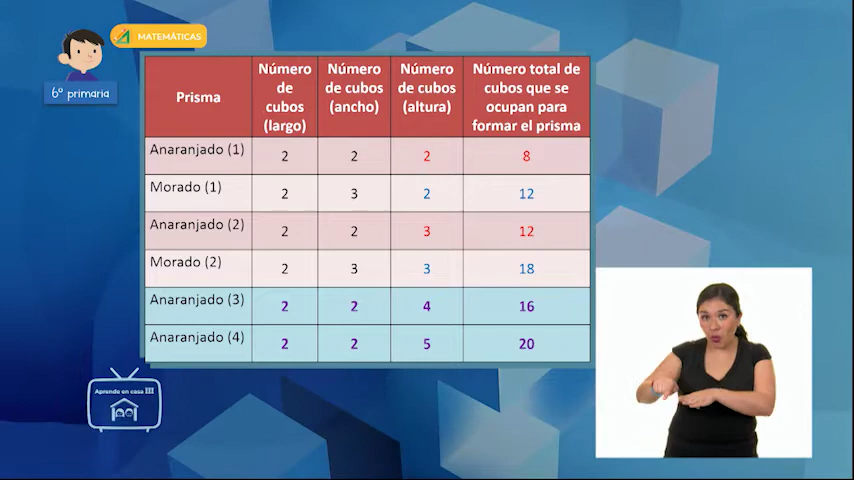 MATEMÁTICAS
6º primaria
Prisma
Número de cubos (largo)
Número de cubos (ancho)
Número de cubos (altura)
Número total de cubos que se ocupan para formar el prisma
Anaranjado (1) 2 2 2 8
Morado (1) 2 3 2 12
Anaranjado (2) 2 2 3 12
Morado (2) 2 3 3 18
Anaranjado (3) 2 2 4 16
Anaranjado (4) 2 2 5 20
Aprende en casa III